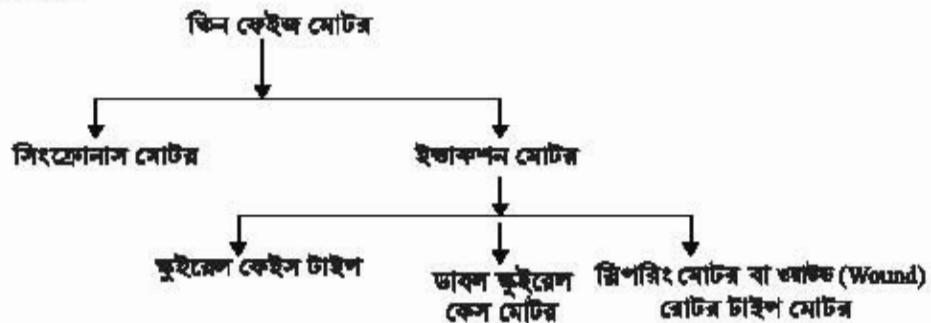 তিন ফেইজ মোটর
সিংক্রোনাস মোটর
ইন্ডাকশন মোটর
স্কুইরেল কেইস টাইপ
ডাবল স্কুইরেল
কেস মোটর
স্লিপরিং মোটর বা ওয়াউন্ড (Wound)
রোটর টাইপ মোটর